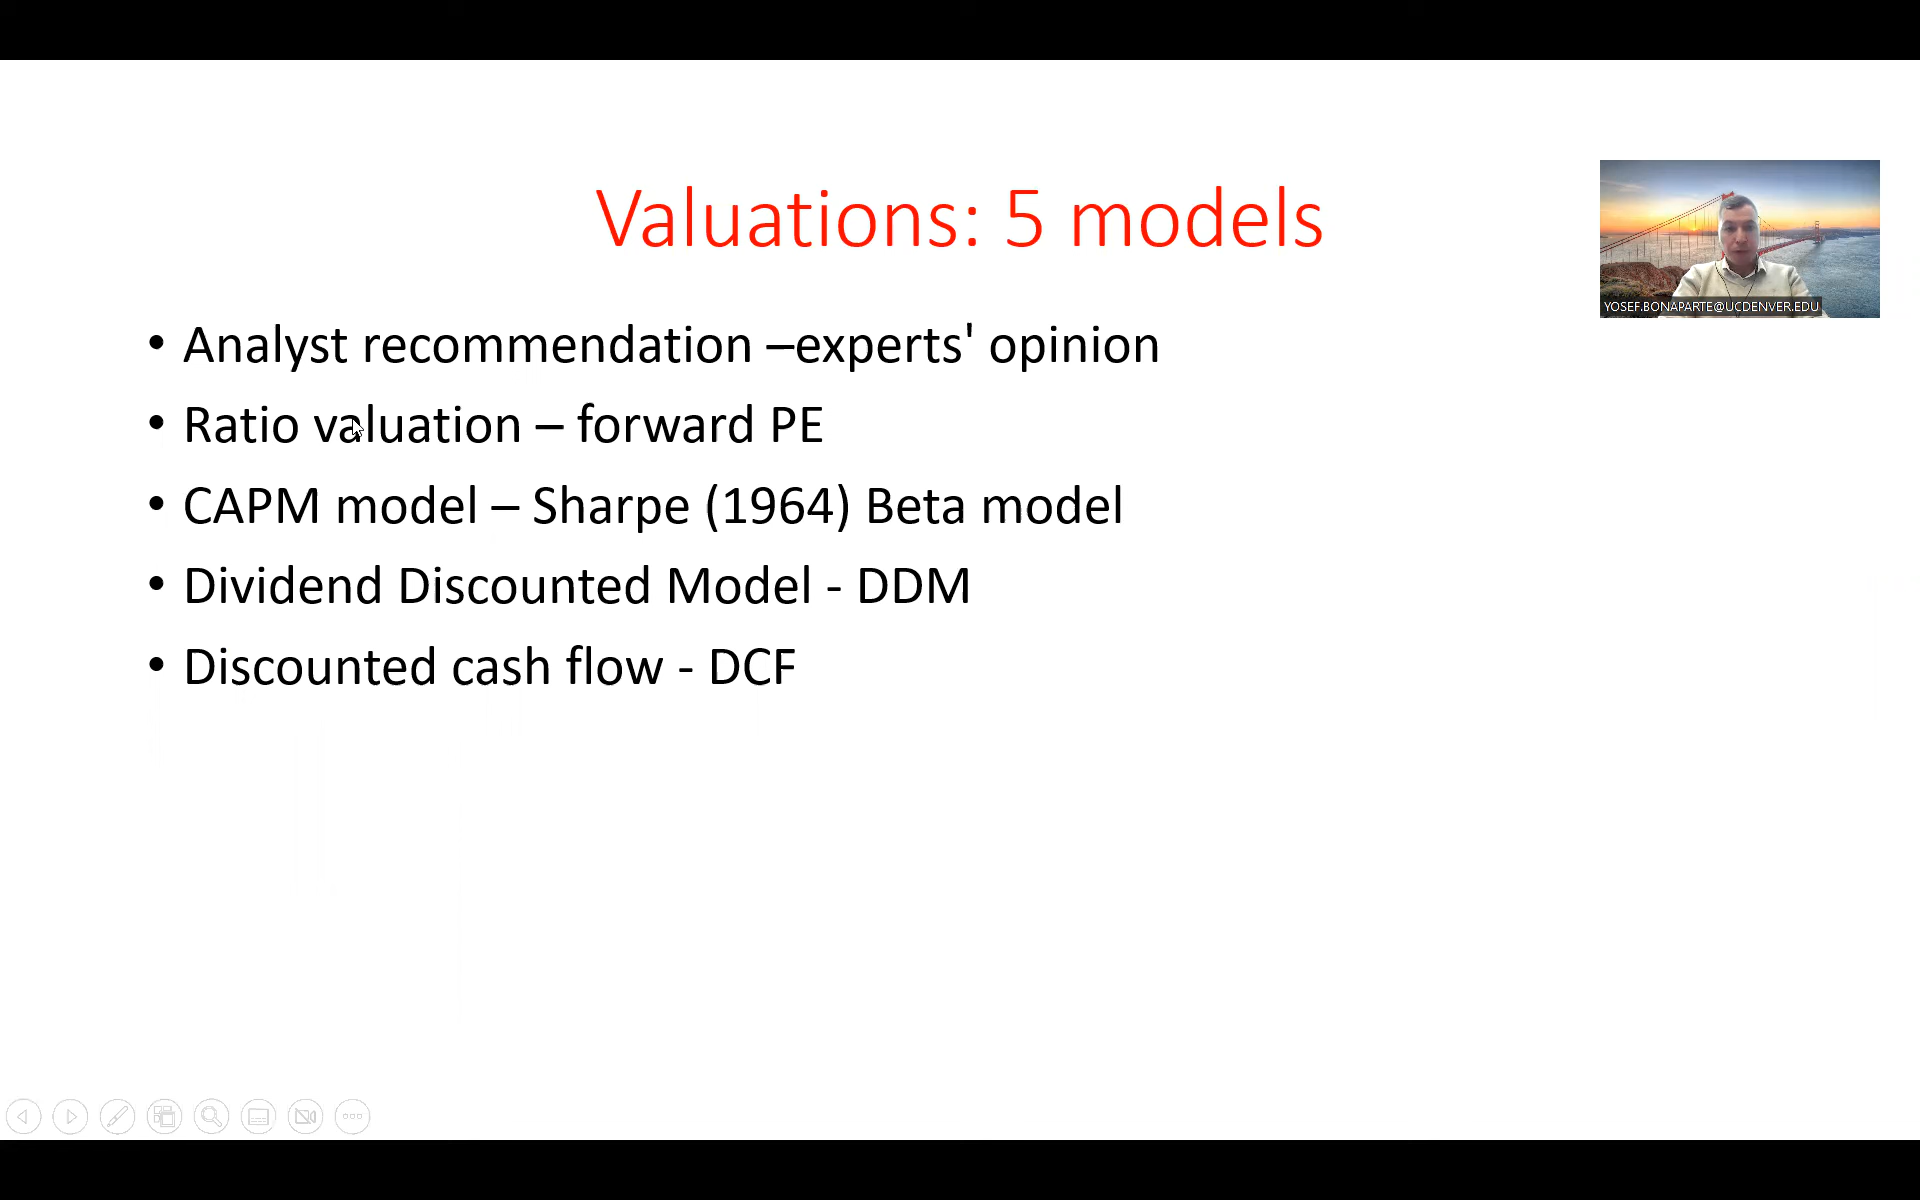 Valuations: 5 models
YOSEF.BONAPARTE@UCDENVER.EDU
• Analyst recommendation –experts' opinion
• Ratio valuation – forward PE
• CAPM model – Sharpe (1964) Beta model
• Dividend Discounted Model - DDM
• Discounted cash flow - DCF